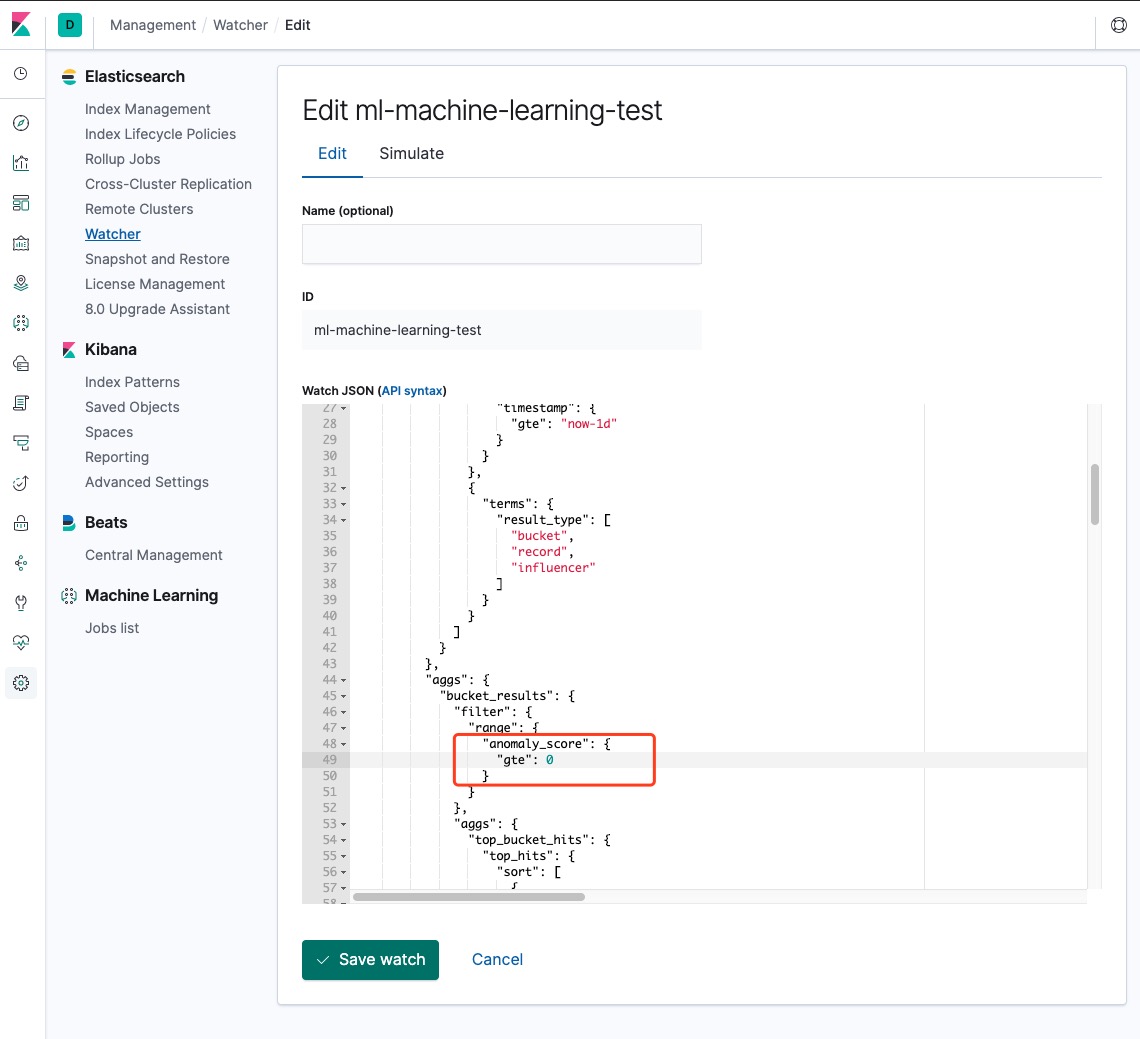 D Management / Watcher / Edit
Elasticsearch
Index Management
Index Lifecycle Policies
Rollup Jobs
Cross-Cluster Replication
Remote Clusters
Watcher
Snapshot and Restore
License Management
8.0 Upgrade Assistant
Kibana
Index Patterns
Saved Objects
Spaces
Reporting
Advanced Settings
Beats
Central Management
Machine Learning
Jobs list
Edit ml-machine-learning-test
Edit Simulate
Name (optional)
ID
ml-machine-learning-test
Watch JSON (API syntax)
27 "timestamp": {
28 "gte": "now-1d"
29 }
30 }
31 },
32 {
33 "terms": {
34 "result_type": [
35 "bucket",
36 "record",
37 "influencer"
38 ]
39 }
40 }
41 ]
42 }
43 },
44 "aggs": {
45 "bucket_results": {
46 "filter": {
47 "range": {
48 "anomaly_score": {
49 "gte": 0
50 }
51 }
52 },
53 "aggs": {
54 "top_bucket_hits": {
55 "top_hits": {
56 "sort": [
57 {
58
Save watch Cancel